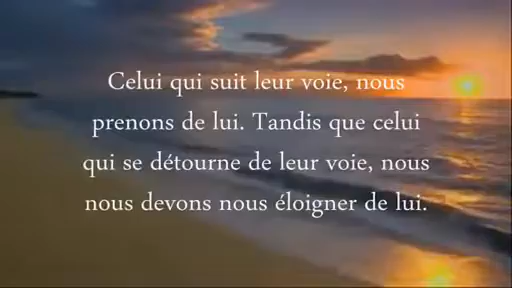 Celui qui suit leur voie, nous
prenons de lui. Tandis que celui
qui se détourne de leur voie, nous
nous devons nous éloigner de lui.